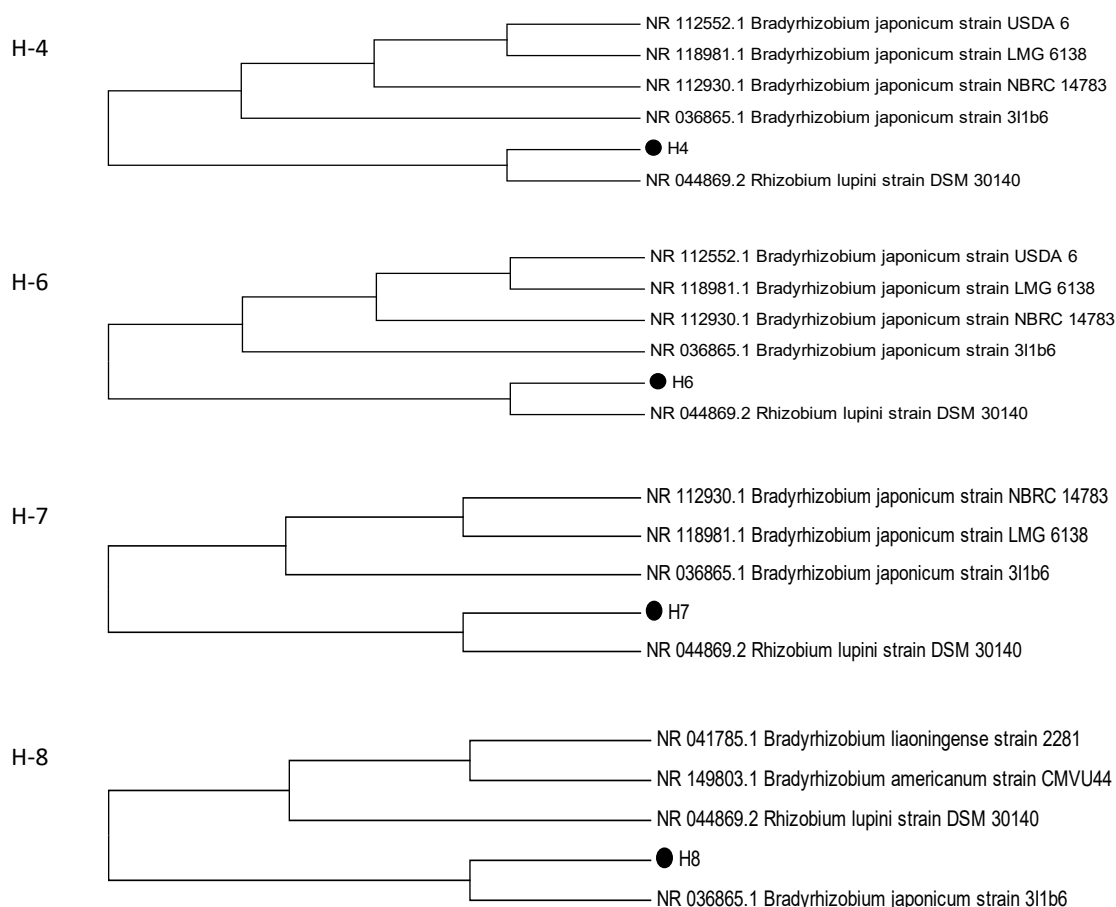 H-4
NR 112552.1 Bradyrhizobium japonicum strain USDA 6
NR 118981.1 Bradyrhizobium japonicum strain LMG 6138
NR 112930.1 Bradyrhizobium japonicum strain NBRC 14783
NR 036865.1 Bradyrhizobium japonicum strain 3I1b6
H4
NR 044869.2 Rhizobium lupini strain DSM 30140
H-6
NR 112552.1 Bradyrhizobium japonicum strain USDA 6
NR 118981.1 Bradyrhizobium japonicum strain LMG 6138
NR 112930.1 Bradyrhizobium japonicum strain NBRC 14783
NR 036865.1 Bradyrhizobium japonicum strain 3I1b6
H6
NR 044869.2 Rhizobium lupini strain DSM 30140
H-7
NR 112930.1 Bradyrhizobium japonicum strain NBRC 14783
NR 118981.1 Bradyrhizobium japonicum strain LMG 6138
NR 036865.1 Bradyrhizobium japonicum strain 3I1b6
H7
NR 044869.2 Rhizobium lupini strain DSM 30140
H-8
NR 041785.1 Bradyrhizobium liaoningense strain 2281
NR 149803.1 Bradyrhizobium americanum strain CMVU44
NR 044869.2 Rhizobium lupini strain DSM 30140
H8
NR 036865.1 Bradyrhizobium japonicum strain 3I1b6